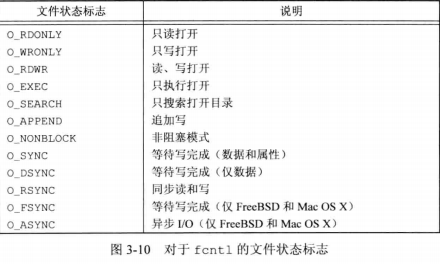 文件状态标志 说明
O_RDONLY 只读打开
O_WRONLY 只写打开
O_RDWR 读、写打开
O_EXEC 只执行打开
O_SEARCH 只搜索打开目录
O_APPEND 追加写
O_NONBLOCK 非阻塞模式
O_SYNC 等待写完成（数据和属性）
O_DSYNC 等待写完成（仅数据）
O_RSYNC 同步读和写
O_FSYNC 等待写完成（仅 FreeBSD 和 Mac OS X）
O_ASYNC 异步 I/O（仅 FreeBSD 和 Mac OS X）
图 3-10 对于 fcntl 的文件状态标志